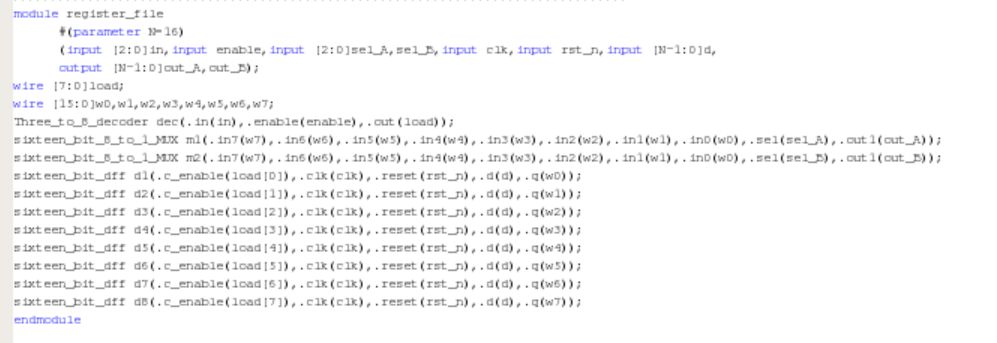 module register_file
#(parameter N=16)
(input [2:0]in,input enable,input [2:0]sel_A,sel_B,input clk,input rst_n,input [N-1:0]d,
output [N-1:0]out_A,out_B);
wire [7:0]load;
wire [15:0]w0,w1,w2,w3,w4,w5,w6,w7;
Three_to_8_decoder dec(.in(in),.enable(enable),.out(load));
sixteen_bit_8_to_1_MUX m1(.in7(w7),.in6(w6),.in5(w5),.in4(w4),.in3(w3),.in2(w2),.in1(w1),.in0(w0),.sel(sel_A),.out1(out_A));
sixteen_bit_8_to_1_MUX m2(.in7(w7),.in6(w6),.in5(w5),.in4(w4),.in3(w3),.in2(w2),.in1(w1),.in0(w0),.sel(sel_B),.out1(out_B));
sixteen_bit_dff d1(.c_enable(load[0]),.clk(clk),.reset(rst_n),.d(d),.q(w0));
sixteen_bit_dff d2(.c_enable(load[1]),.clk(clk),.reset(rst_n),.d(d),.q(w1));
sixteen_bit_dff d3(.c_enable(load[2]),.clk(clk),.reset(rst_n),.d(d),.q(w2));
sixteen_bit_dff d4(.c_enable(load[3]),.clk(clk),.reset(rst_n),.d(d),.q(w3));
sixteen_bit_dff d5(.c_enable(load[4]),.clk(clk),.reset(rst_n),.d(d),.q(w4));
sixteen_bit_dff d6(.c_enable(load[5]),.clk(clk),.reset(rst_n),.d(d),.q(w5));
sixteen_bit_dff d7(.c_enable(load[6]),.clk(clk),.reset(rst_n),.d(d),.q(w6));
sixteen_bit_dff d8(.c_enable(load[7]),.clk(clk),.reset(rst_n),.d(d),.q(w7));
endmodule